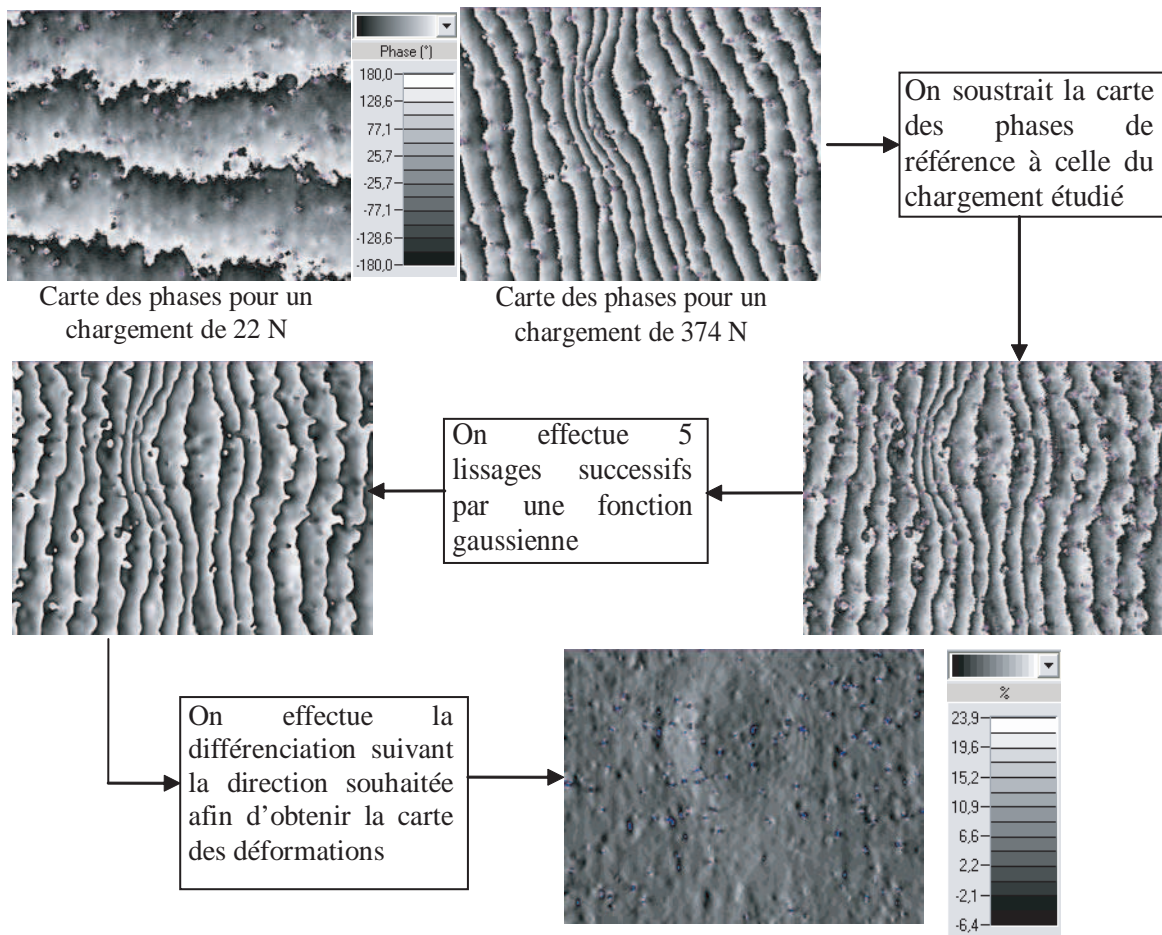 Phase (°)
180,0
128,6
77,1
25,7
-25,7
-77,1
-128,6
-180,0
Carte des phases pour un
chargement de 22 N
Carte des phases pour un
chargement de 374 N
On soustrait la carte
des phases de
référence à celle du
chargement étudié
On effectue 5
lissages successifs
par une fonction
gaussienne
On effectue la
différenciation suivant
la direction souhaitée
afin d'obtenir la carte
des déformations
%
23,9
19,6
15,2
10,9
6,6
2,2
-2,1
-6,4